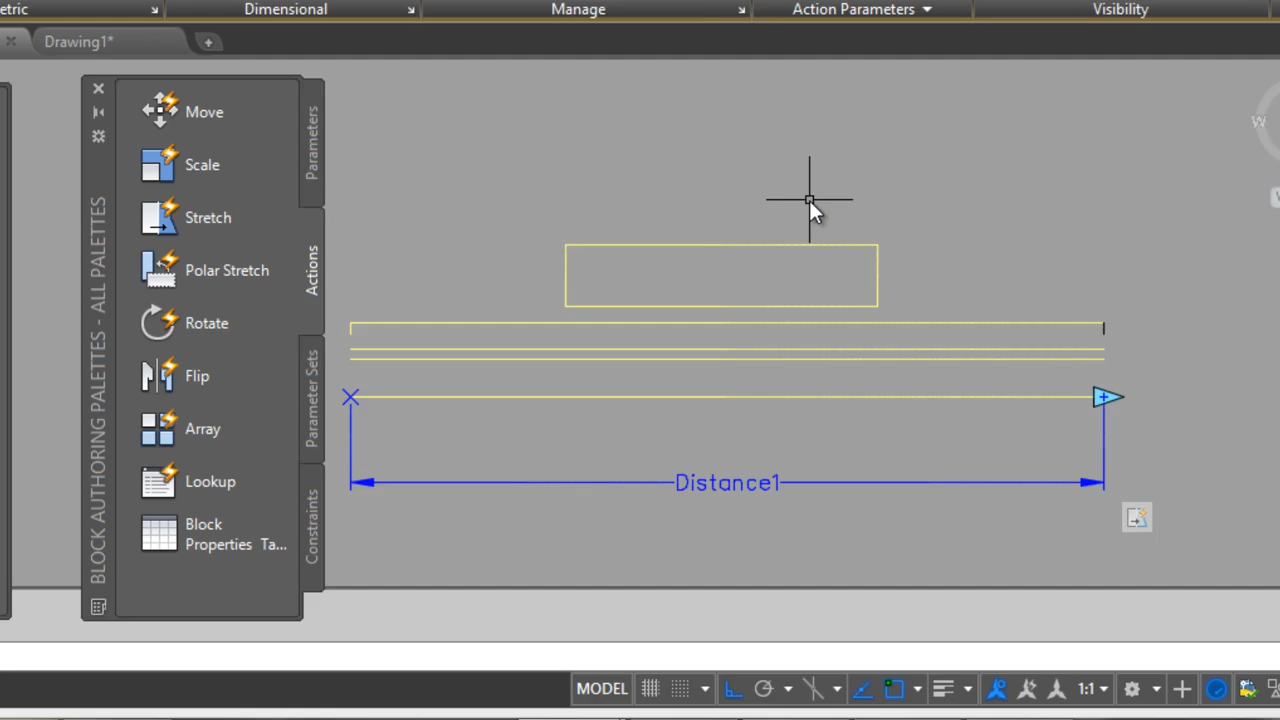 etric
Dimensional
Manage
Action Parameters
Visibility
Drawing1*
Move
Scale
Stretch
Polar Stretch
Rotate
Flip
Array
Lookup
Block
Properties Ta...
Parameters
Actions
Parameter Sets
Constraints
BLOCK AUTHORING PALETTES - ALL PALETTES
W
Distance1
MODEL
1:1